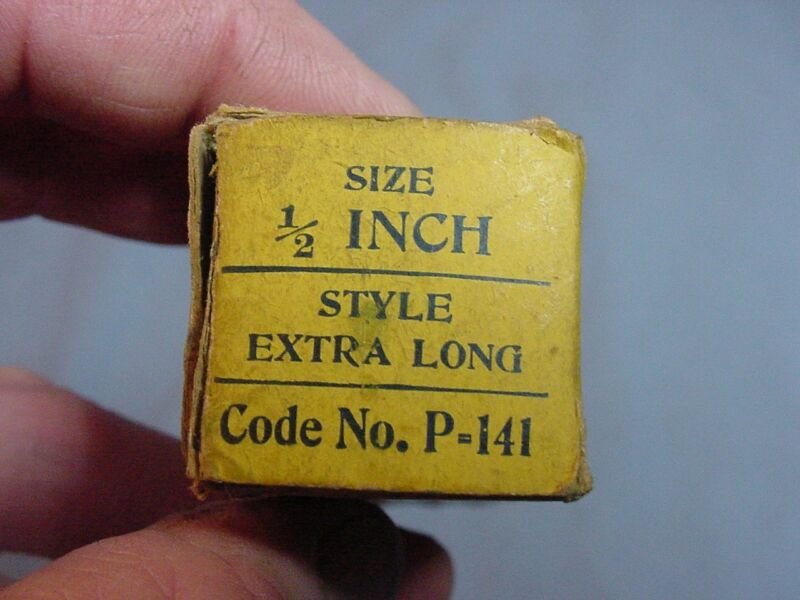 SIZE
½ INCH
STYLE
EXTRA LONG
Code No. P-141